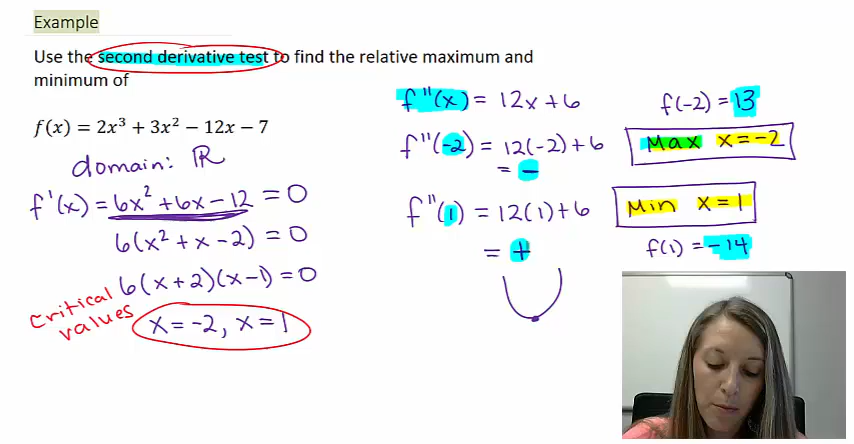 Example
Use the second derivative test to find the relative maximum and
minimum of
f(x) = 2x³ + 3x² − 12x − 7
domain: ℝ
f'(x) = 6x² + 6x − 12 = 0
6(x² + x − 2) = 0
6(x + 2)(x − 1) = 0
critical
values
x = −2, x = 1
f''(x) = 12x + 6
f''(−2) = 12(−2) + 6
= −
f''(1) = 12(1) + 6
= +
f(−2) = 13
Max x = −2
Min x = 1
f(1) = −14